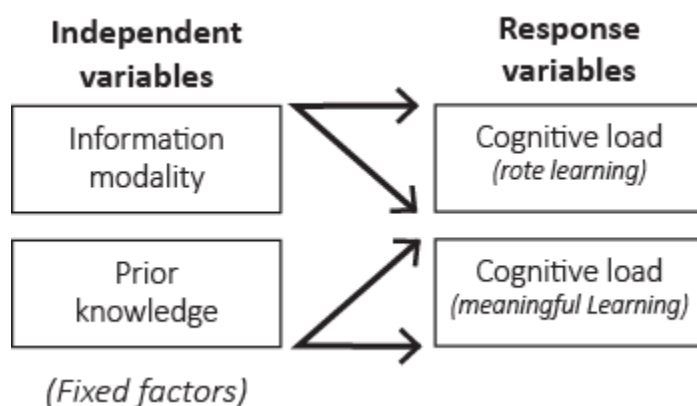 Independent
variables
Response
variables
Information
modality
Cognitive load
(rote learning)
Prior
knowledge
Cognitive load
(meaningful Learning)
(Fixed factors)